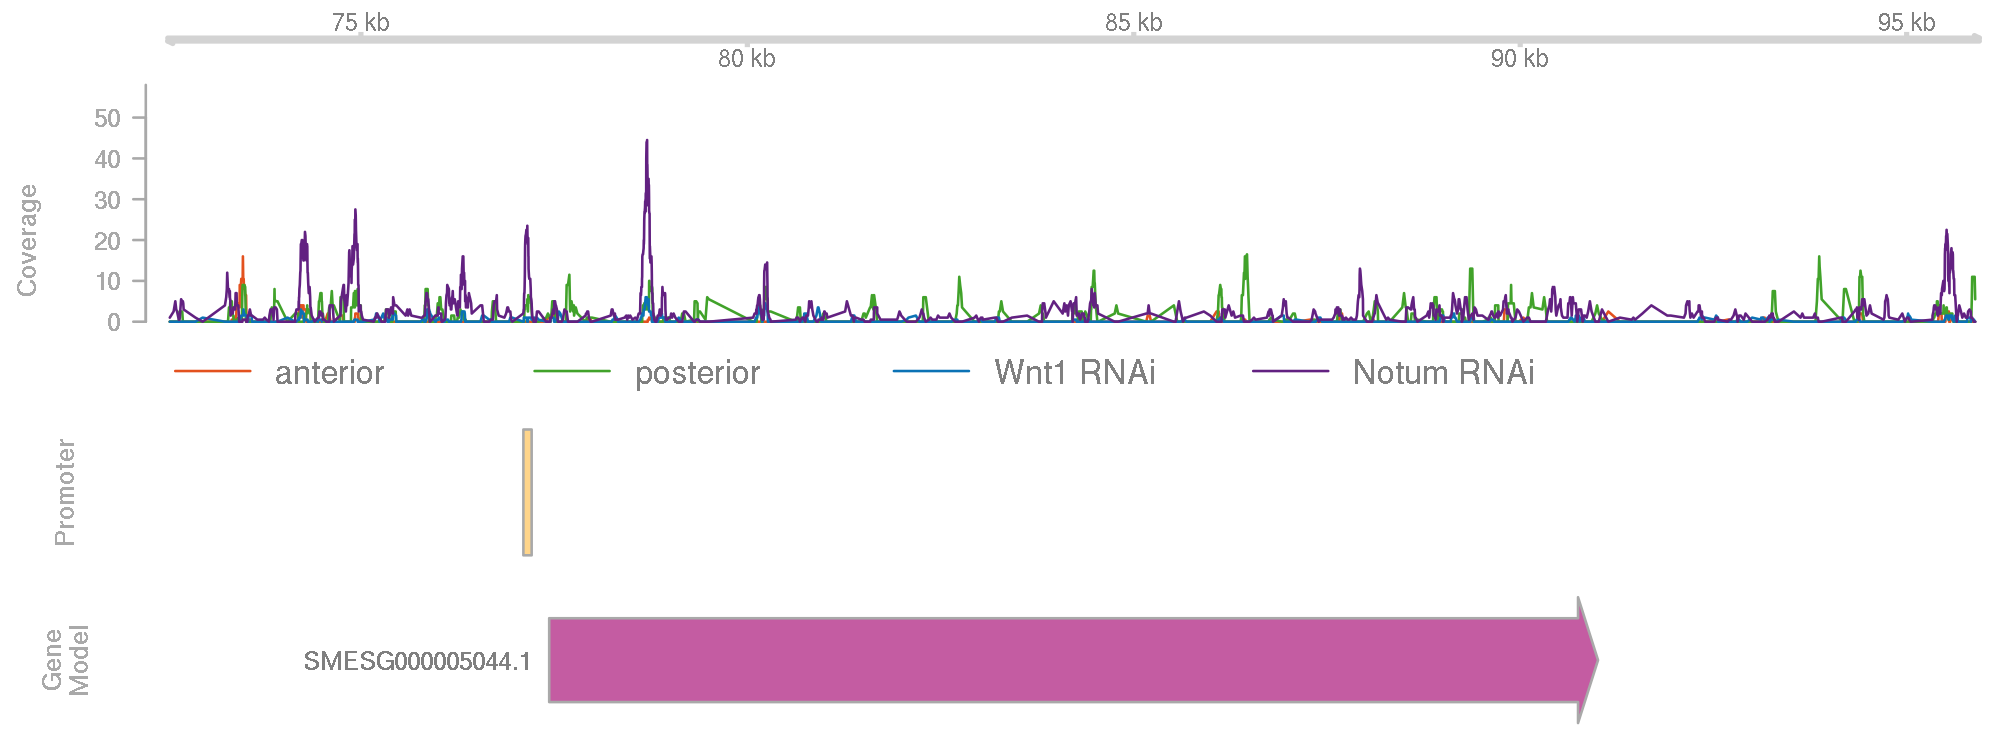 75 kb
85 kb
95 kb
80 kb
90 kb
Coverage
50
40
30
20
10
0
anterior
posterior
Wnt1 RNAi
Notum RNAi
Promoter
Gene
Model
SMESG000005044.1